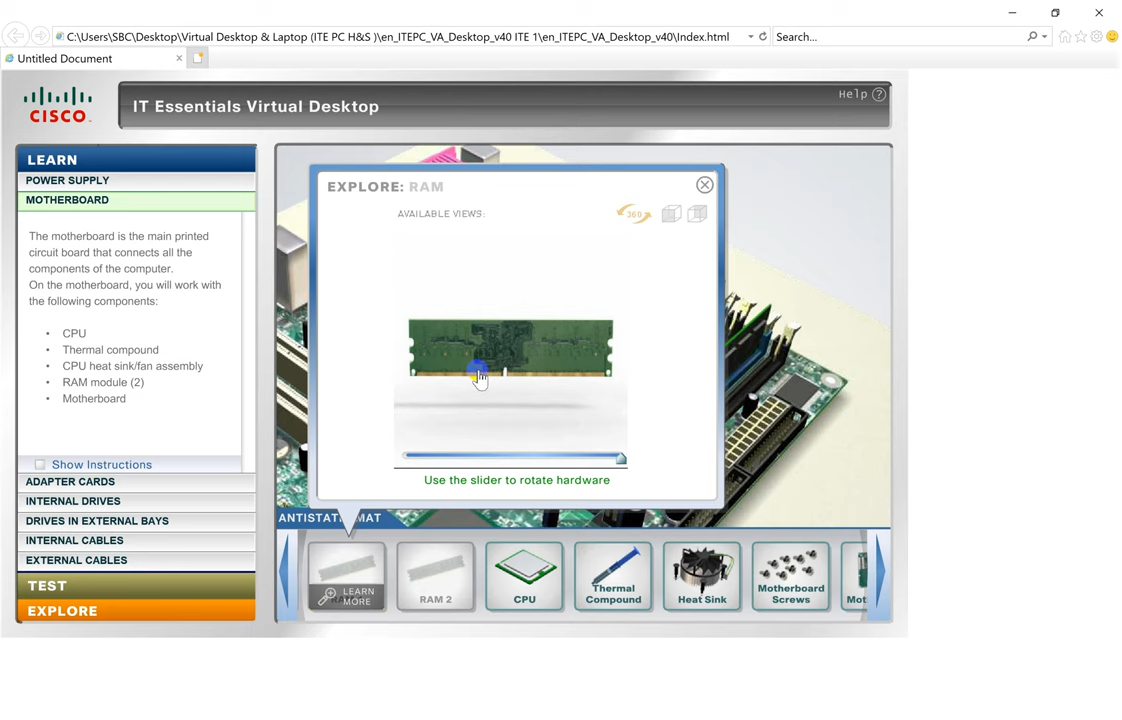 C:\Users\SBC\Desktop\Virtual Desktop & Laptop (ITE PC H&S )\en_ITEPC_VA_Desktop_v40 ITE 1\en_ITEPC_VA_Desktop_v40\Index.html
Search...
Untitled Document
CISCO
IT Essentials Virtual Desktop
Help ?
LEARN
POWER SUPPLY
MOTHERBOARD
The motherboard is the main printed
circuit board that connects all the
components of the computer.
On the motherboard, you will work with
the following components:
• CPU
• Thermal compound
• CPU heat sink/fan assembly
• RAM module (2)
• Motherboard
Show Instructions
ADAPTER CARDS
INTERNAL DRIVES
DRIVES IN EXTERNAL BAYS
INTERNAL CABLES
EXTERNAL CABLES
TEST
EXPLORE
EXPLORE: RAM
AVAILABLE VIEWS:
360
Use the slider to rotate hardware
LEARN
MORE
RAM 2
CPU
Thermal
Compound
Heat Sink
Motherboard
Screws
Mot